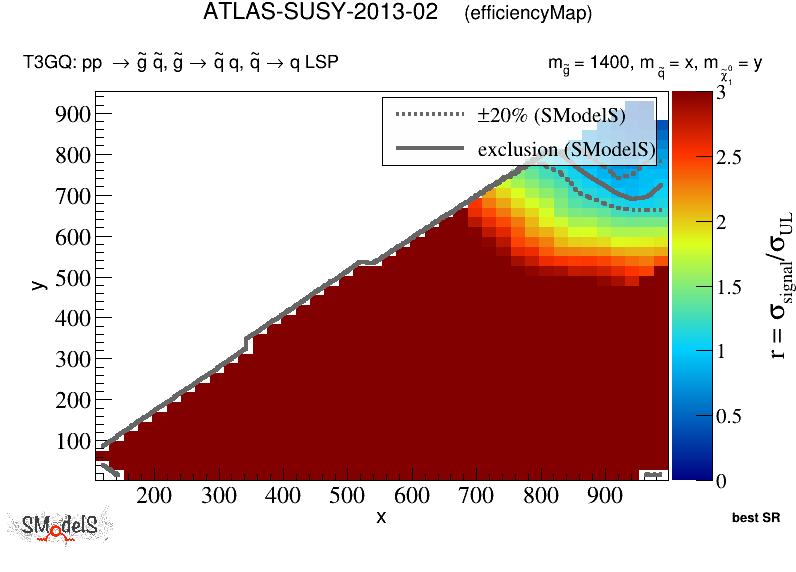 ATLAS-SUSY-2013-02 (efficiencyMap)
T3GQ: pp → g̃ q̃, g̃ → q̃ q, q̃ → q LSP m_g̃ = 1400, m_q̃ = x, m_χ̃₁⁰ = y
±20% (SModelS)
exclusion (SModelS)
900
800
700
600
500
400
300
200
100
y
200 300 400 500 600 700 800 900
x
3
2.5
2
1.5
1
0.5
0
r = σ_signal/σ_UL
SModelS
best SR